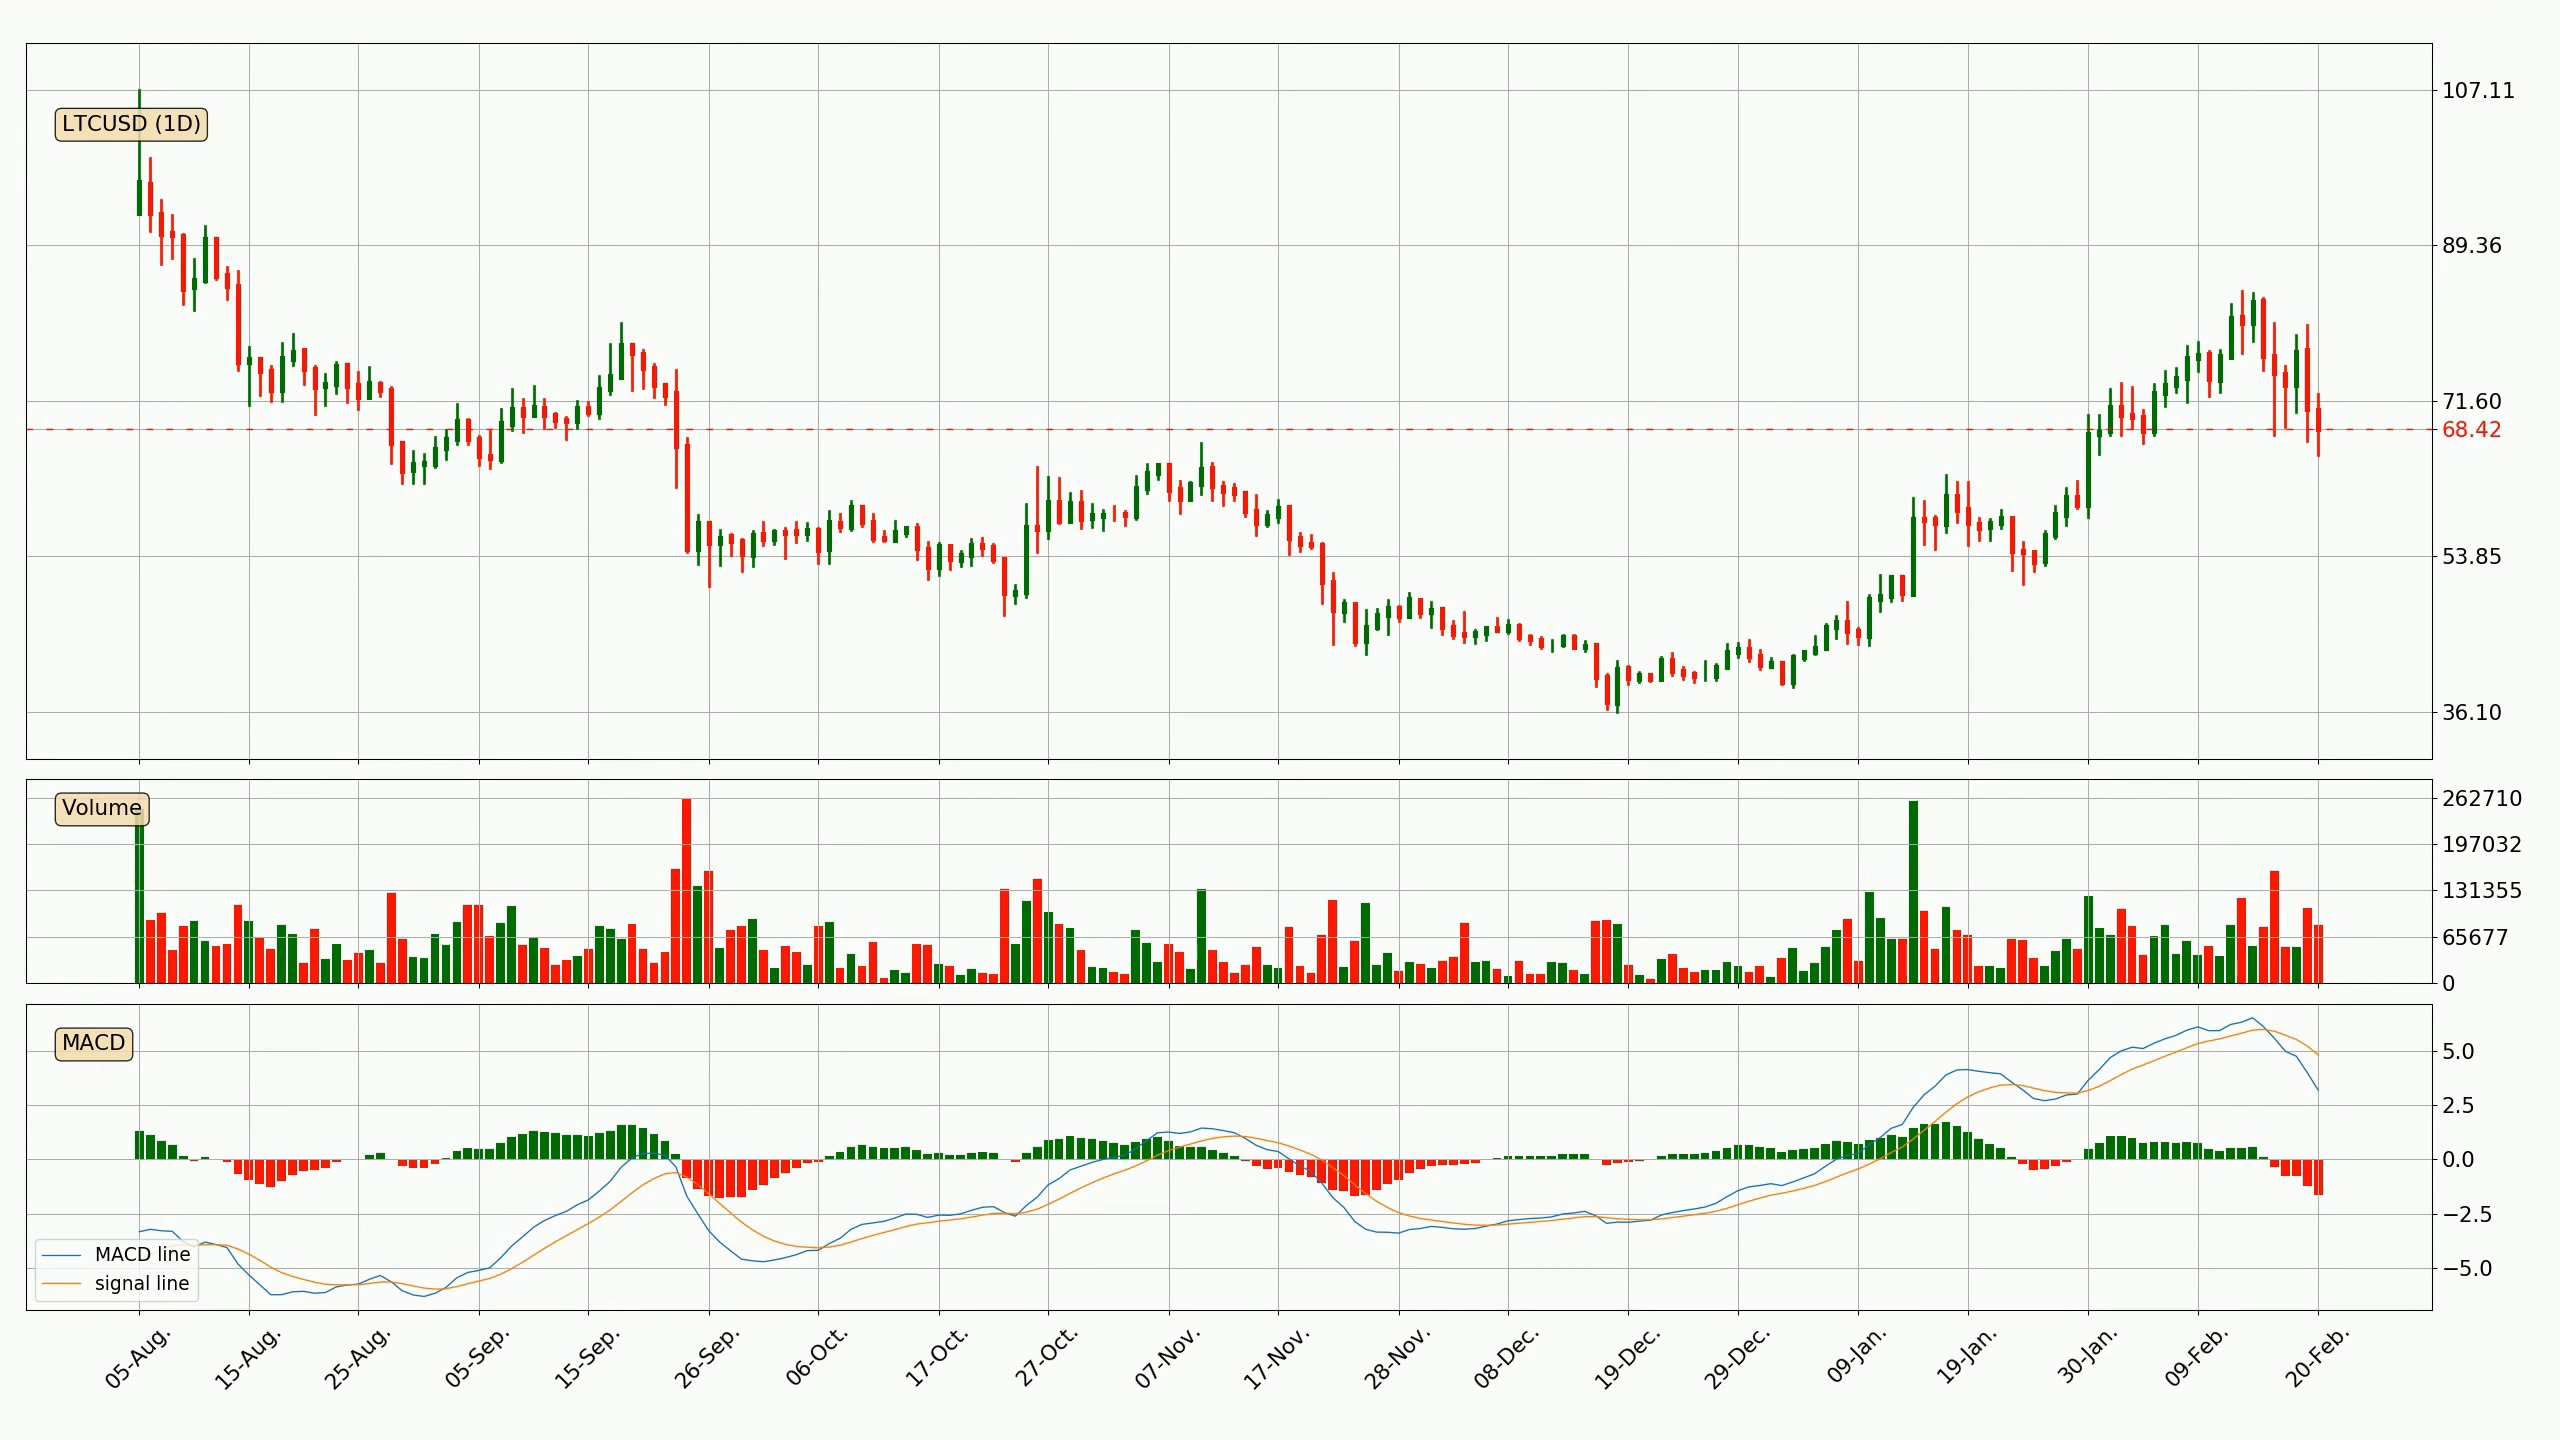 LTCUSD (1D)
107.11
89.36
71.60
68.42
53.85
36.10
Volume
262710
197032
131355
65677
0
MACD
5.0
2.5
0.0
−2.5
−5.0
MACD line
signal line
05-Aug.
15-Aug.
25-Aug.
05-Sep.
15-Sep.
26-Sep.
06-Oct.
17-Oct.
27-Oct.
07-Nov.
17-Nov.
28-Nov.
08-Dec.
19-Dec.
29-Dec.
09-Jan.
19-Jan.
30-Jan.
09-Feb.
20-Feb.